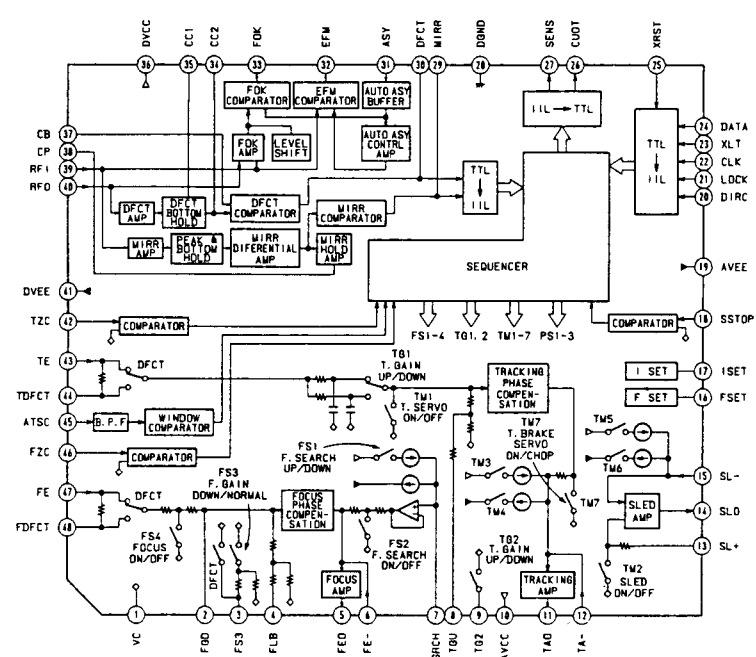 DVCC
CC1
CC2
FOK
EFM
ASY
DFCT
MIRR
DGND
SENS
CUOT
XRST
36
35
34
33
32
31
30
29
28
27
26
25
FOK COMPARATOR
EFM COMPARATOR
AUTO ASY BUFFER
IIL → TTL
CB 37
CP 38
RFI 39
RFO 40
FOK AMP
LEVEL SHIFT
AUTO ASY CONTRL AMP
TTL ↓ IIL
24 DATA
23 XLT
22 CLK
21 LOCK
20 DIRC
DFCT AMP
DFCT BOTTOM HOLD
DFCT COMPARATOR
TTL ↓ IIL
MIRR COMPARATOR
MIRR AMP
PEAK & BOTTOM HOLD
MIRR DIFERENTIAL AMP
MIRR HOLD AMP
SEQUENCER
19 AVEE
DVEE 41
TZC 42
COMPARATOR
FS1-4
TG1, 2
TM1-7
PS1-3
COMPARATOR
18 SSTOP
TE 43
DFCT
TDFCT 44
TG1
T. GAIN
UP/DOWN
TM1
T. SERVO
ON/OFF
TRACKING PHASE COMPENSATION
I SET
17 ISET
F SET
16 FSET
ATSC 45
B.P.F
WINDOW COMPARATOR
FZC 46
COMPARATOR
FS1
F. SEARCH
UP/DOWN
TM7
T. BRAKE
SERVO
ON/CHOP
TM5
TM6
15 SL-
FE 47
DFCT
FDFCT 48
FS3
F. GAIN
DOWN/NORMAL
FOCUS PHASE COMPENSATION
TM3
TM4
TM7
SLED AMP
14 SLO
13 SL+
FS4
FOCUS
ON/OFF
DFCT
FS2
F. SEARCH
ON/OFF
TG2
T. GAIN
UP/DOWN
TM2
SLED
ON/OFF
FOCUS AMP
TRACKING AMP
1
2
3
4
5
6
7
8
9
10
11
12
VC
FGD
FS3
FLB
FEO
FE-
SRCH
TGU
TG2
AVCC
TAO
TA-